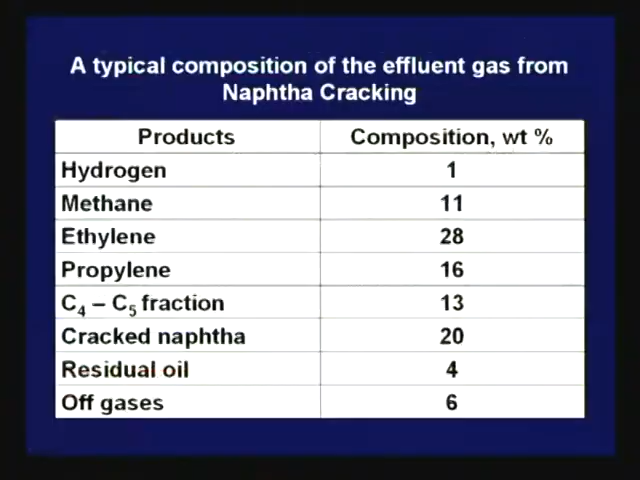 A typical composition of the effluent gas from
Naphtha Cracking
Products Composition, wt %
Hydrogen 1
Methane 11
Ethylene 28
Propylene 16
C4 – C5 fraction 13
Cracked naphtha 20
Residual oil 4
Off gases 6